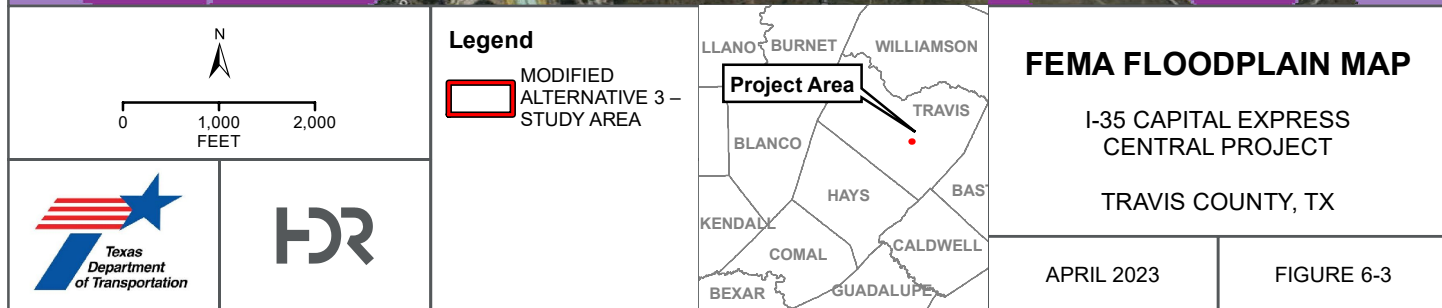 N
0 1,000 2,000
FEET
Texas
Department
of Transportation
HDR
Legend
MODIFIED
ALTERNATIVE 3 –
STUDY AREA
LLANO BURNET WILLIAMSON
Project Area
TRAVIS
BLANCO
HAYS
BAST
KENDALL
CALDWELL
COMAL
BEXAR GUADALUPE
FEMA FLOODPLAIN MAP
I-35 CAPITAL EXPRESS
CENTRAL PROJECT
TRAVIS COUNTY, TX
APRIL 2023
FIGURE 6-3